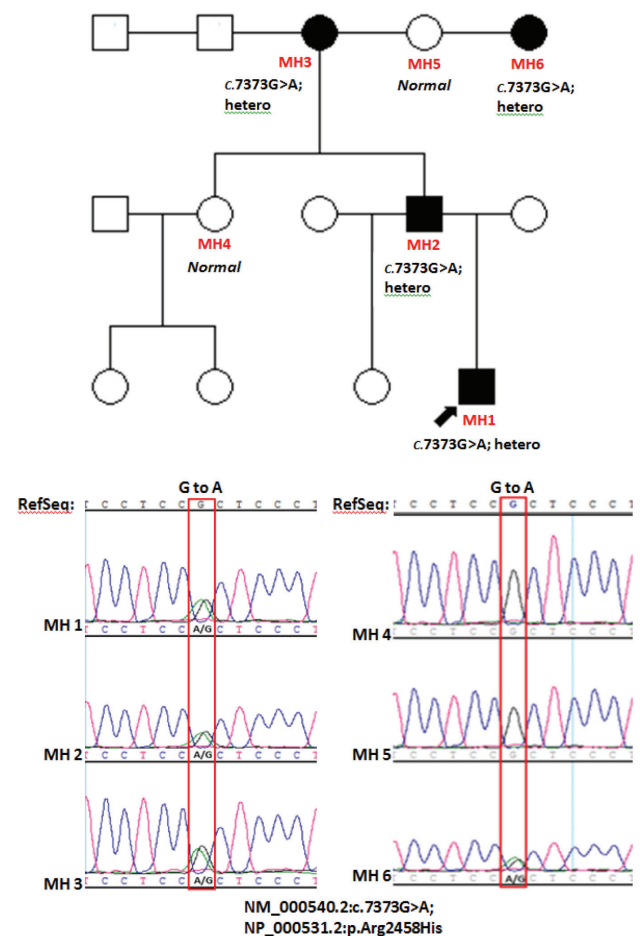 MH3
MH5
MH6
c.7373G>A;
hetero
Normal
c.7373G>A;
hetero
MH4
Normal
MH2
c.7373G>A;
hetero
MH1
c.7373G>A; hetero
G to A
RefSeq:
C C T C C G C T C C C T
MH 1
T C C T C C A/G C T C C C T
MH 2
T C C T C C A/G C T C C C T
MH 3
T C C T C C A/G C T C C C T
G to A
RefSeq:
T C C T C C G C T C C C T
MH 4
T C C T C C G C T C C C T
MH 5
T C C T C C G C T C C C T
MH 6
T C C T C C A/G C T C C C T
NM_000540.2:c.7373G>A;
NP_000531.2:p.Arg2458His